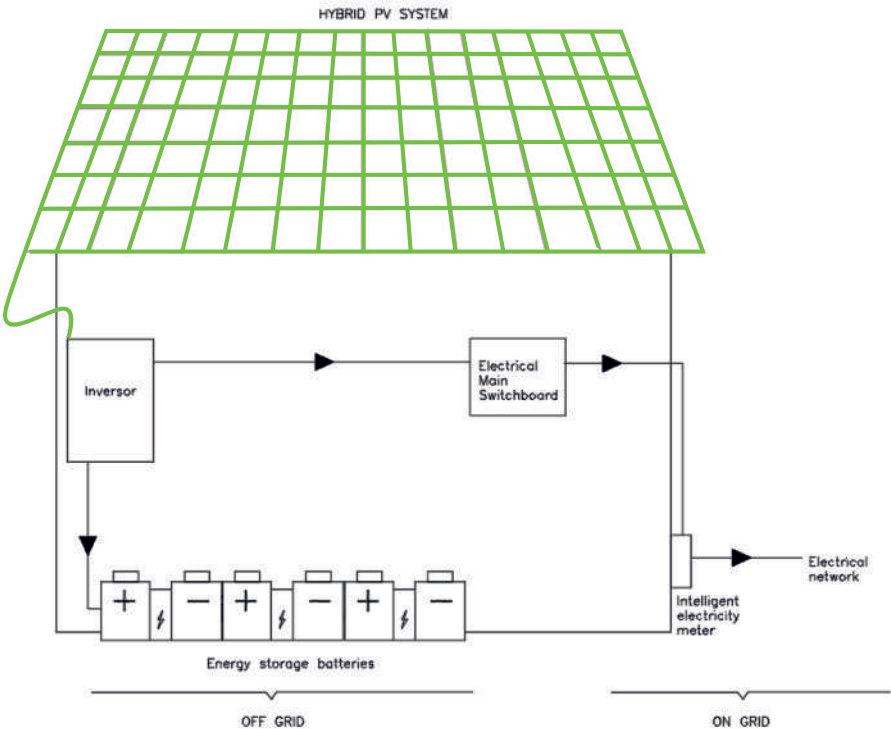 HYBRID PV SYSTEM
Inversor
Electrical
Main
Switchboard
Electrical
network
Intelligent
electricity
meter
+ − + − + −
Energy storage batteries
OFF GRID
ON GRID